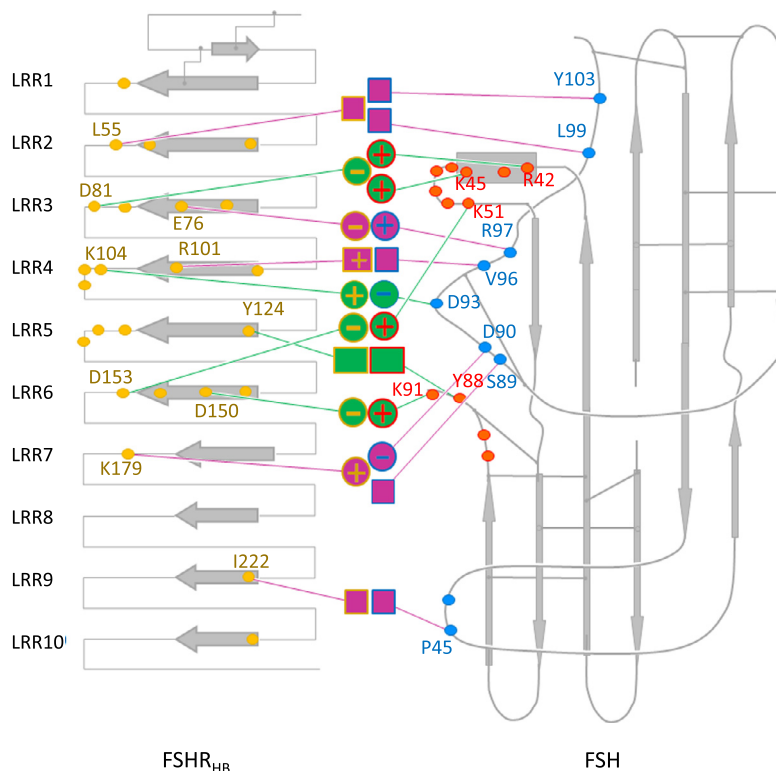 LRR1
Y103
L55
L99
LRR2
D81
K45
R42
LRR3
E76
K51
R97
K104
R101
LRR4
V96
Y124
D93
LRR5
D90
D153
K91
Y88
S89
LRR6
D150
LRR7
K179
LRR8
I222
LRR9
LRR10
P45
FSHR HB
FSH
+
+
−
−
+
+
+
−
−
+
−
+
−
+